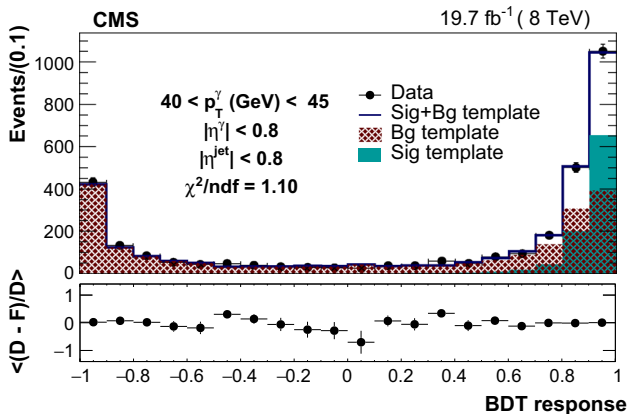 CMS 19.7 fb⁻¹ ( 8 TeV)
Events/(0.1)
1000
800
600
400
200
0
40 < p_T^γ (GeV) < 45
|η^γ| < 0.8
|η^jet| < 0.8
χ²/ndf = 1.10
Data
Sig+Bg template
Bg template
Sig template
<(D - F)/D>
1
0
−1
−1 −0.8 −0.6 −0.4 −0.2 0 0.2 0.4 0.6 0.8 1
BDT response